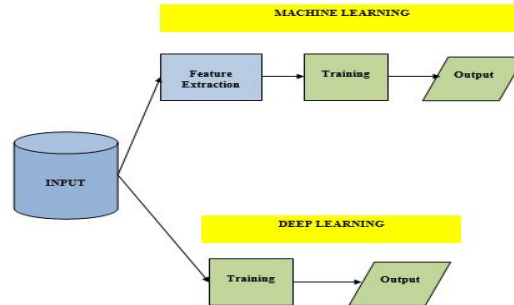 MACHINE LEARNING
Feature
Extraction
Training
Output
INPUT
DEEP LEARNING
Training
Output